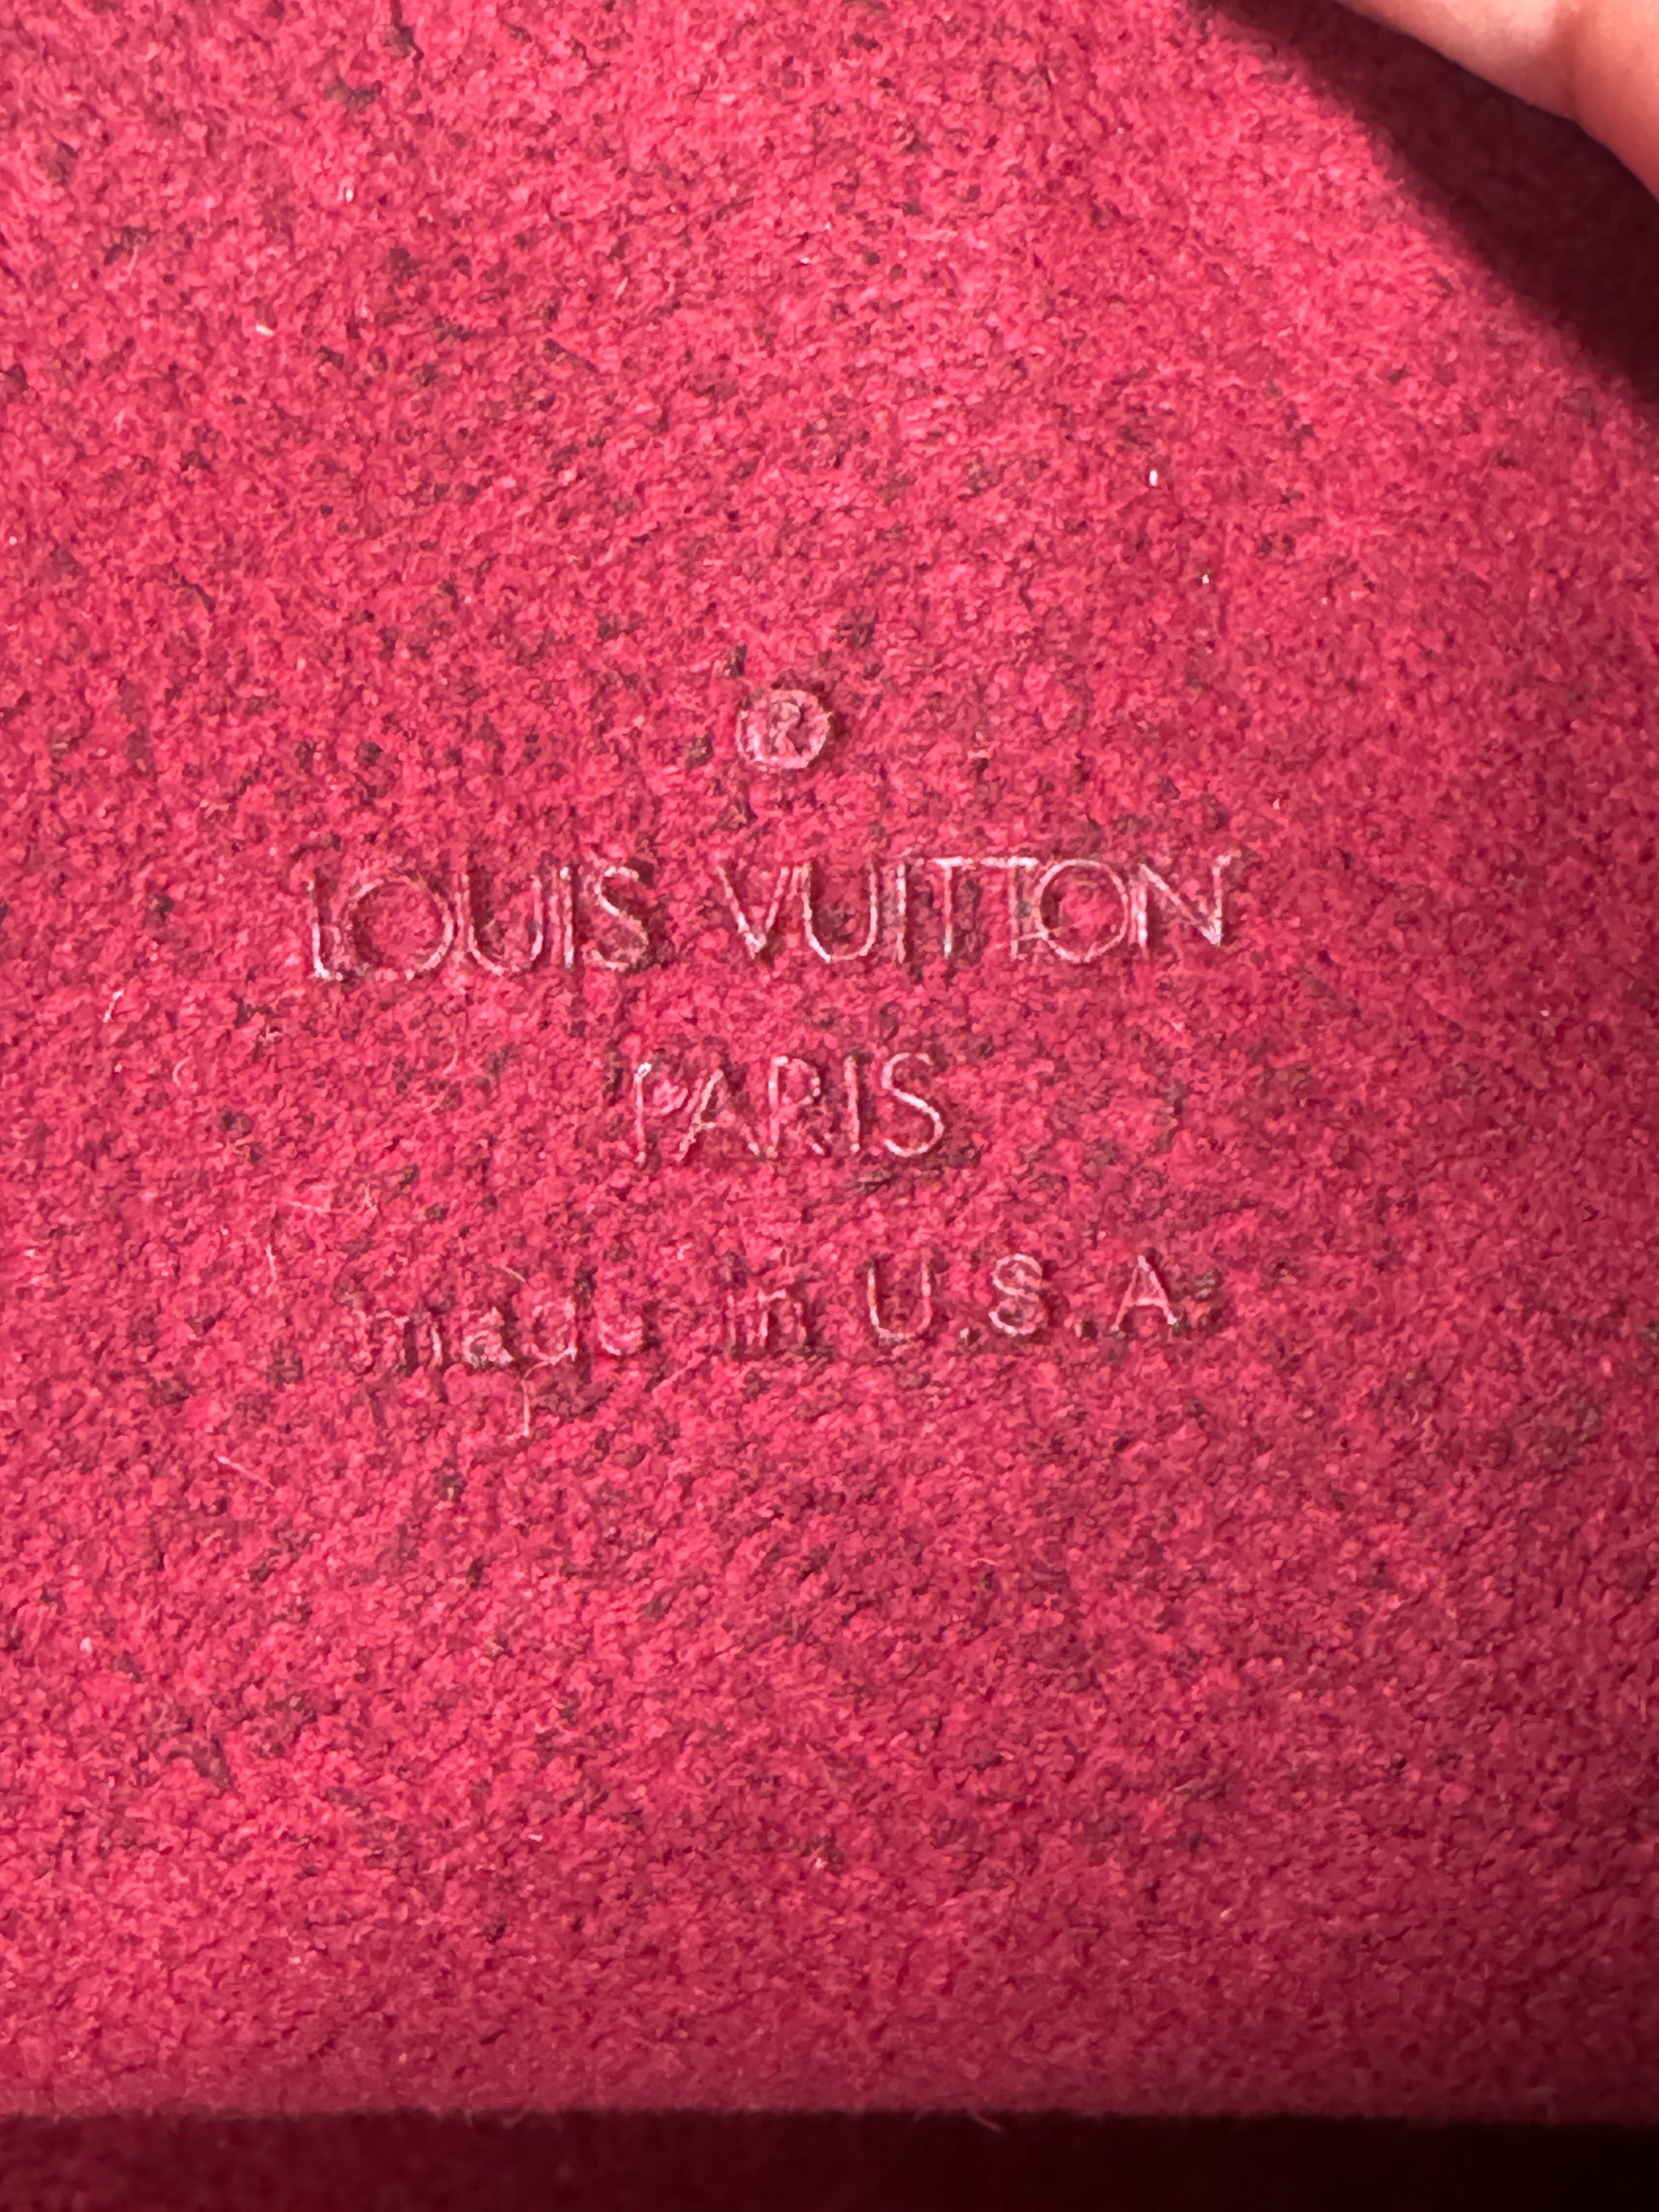 ®
LOUIS VUITTON
PARIS
made in U.S.A.